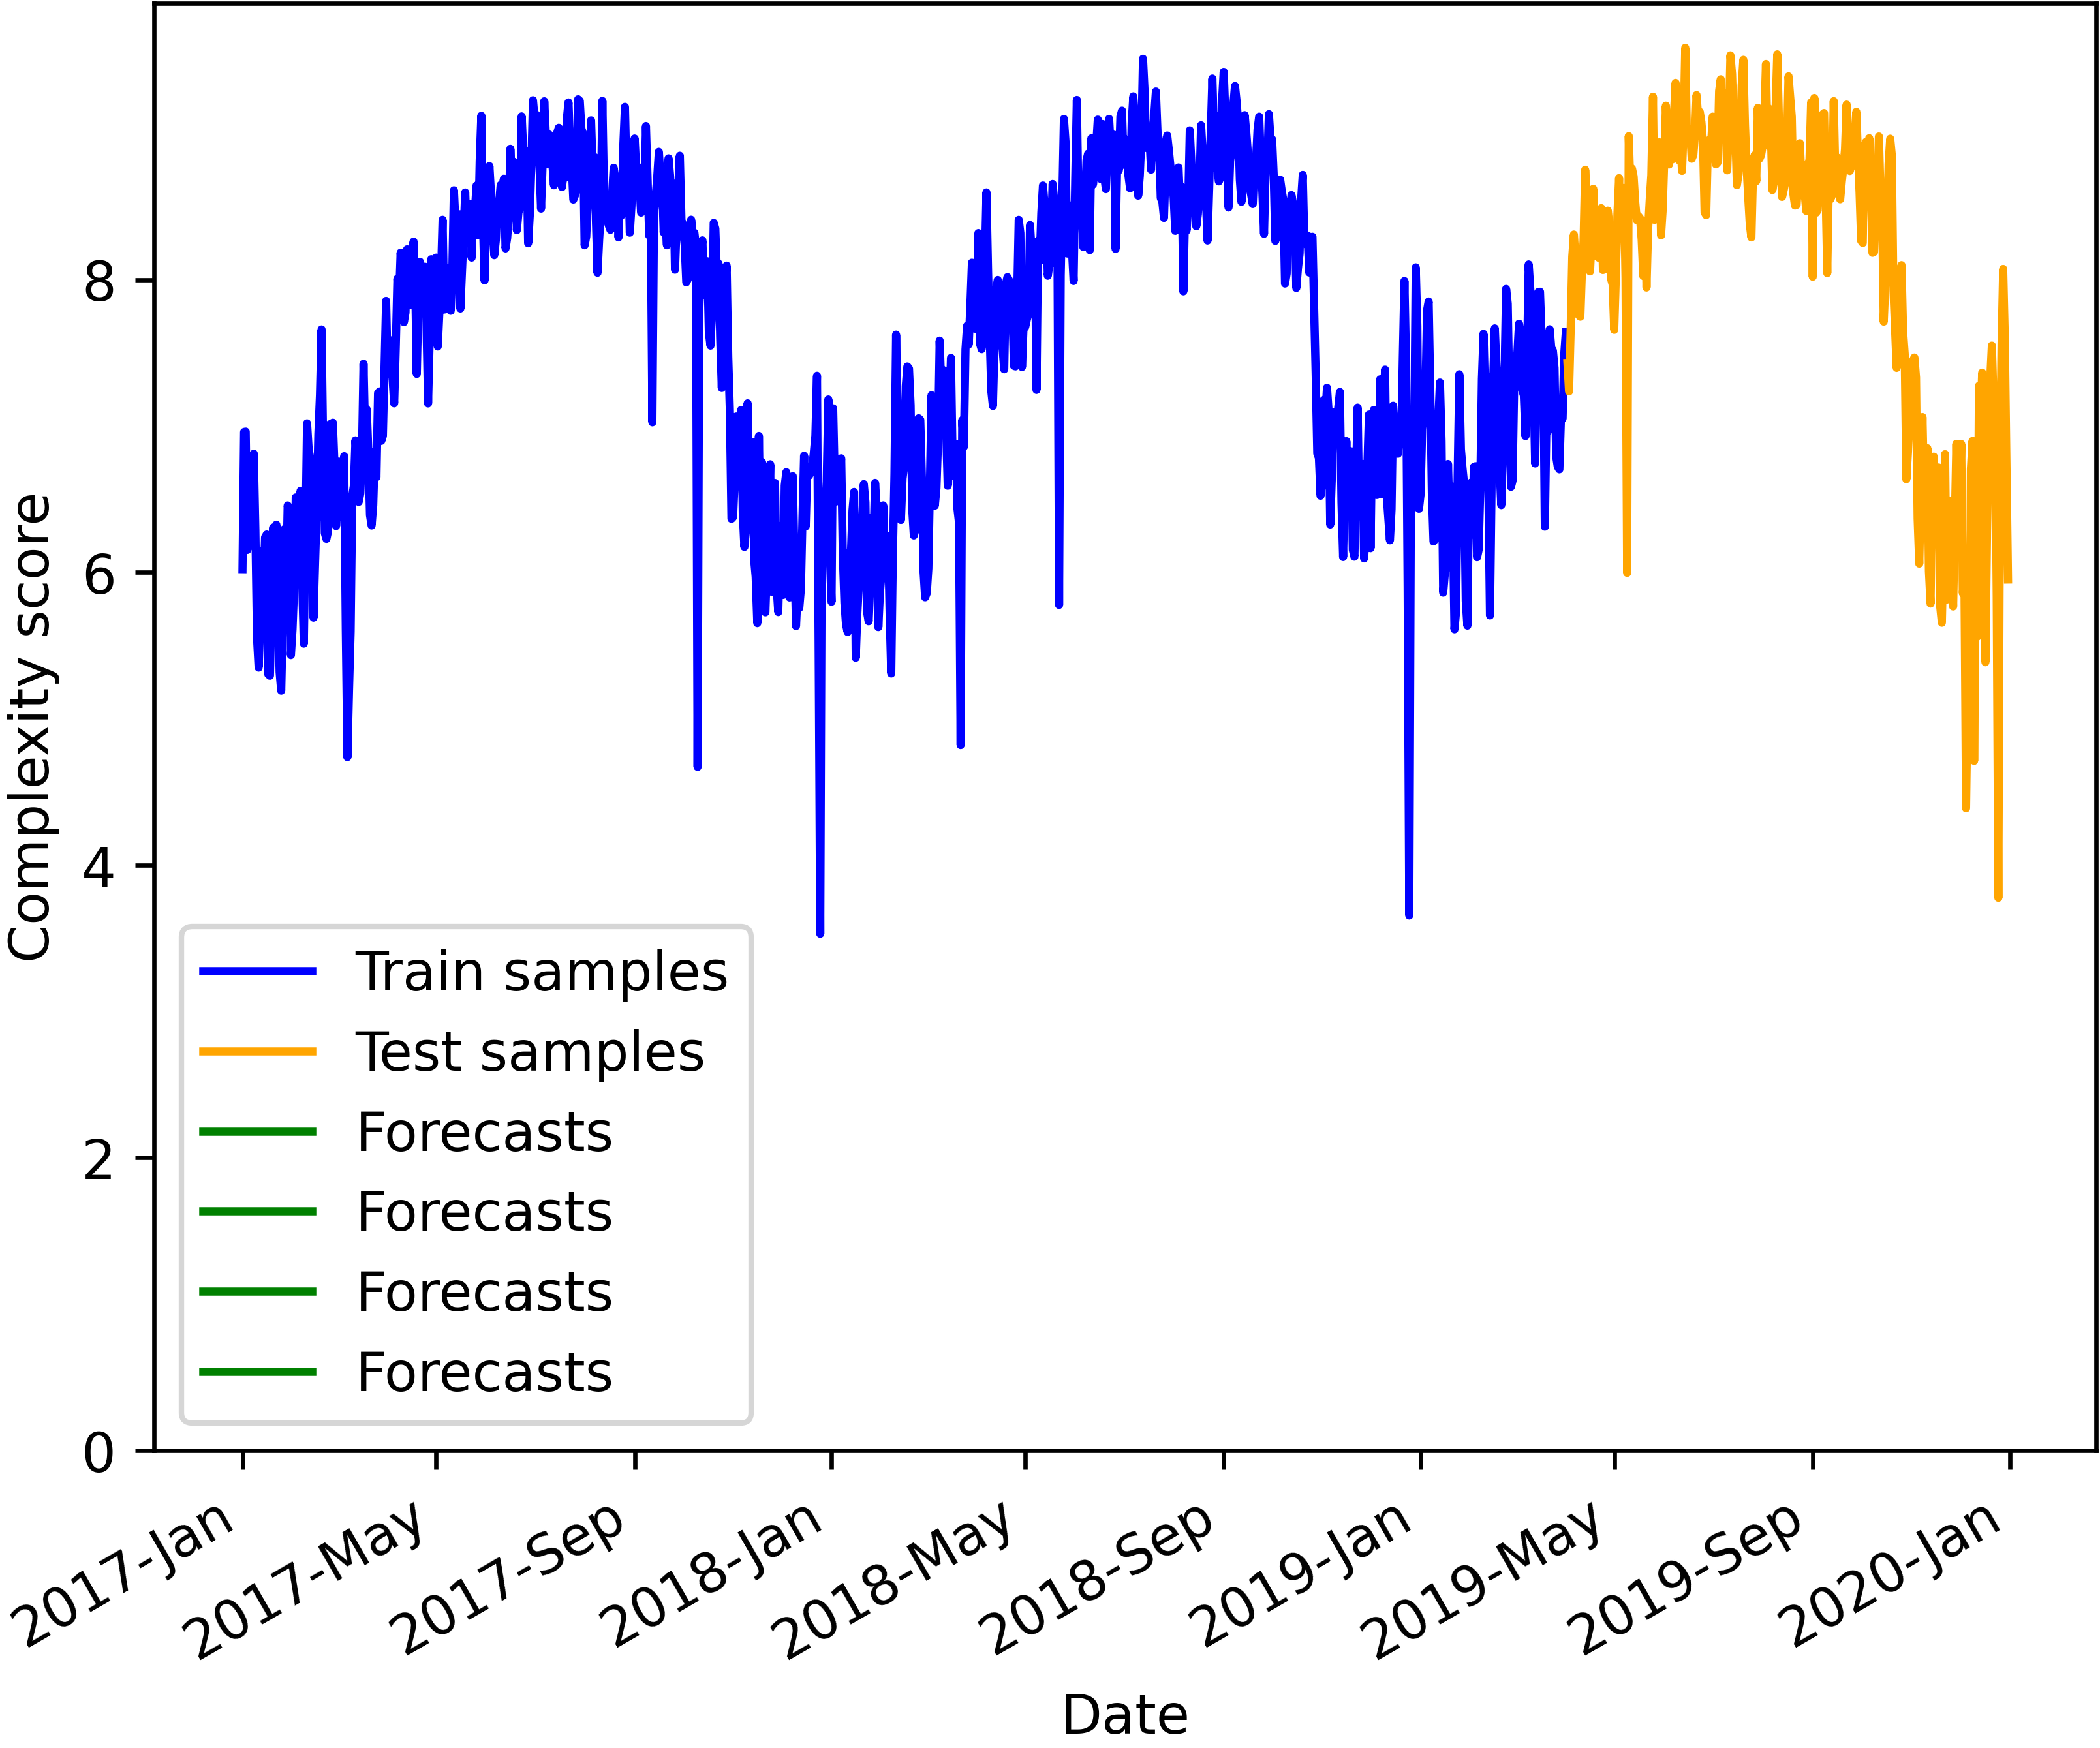 Complexity score
8
6
4
2
0
Train samples
Test samples
Forecasts
Forecasts
Forecasts
Forecasts
2017-Jan
2017-May
2017-Sep
2018-Jan
2018-May
2018-Sep
2019-Jan
2019-May
2019-Sep
2020-Jan
Date